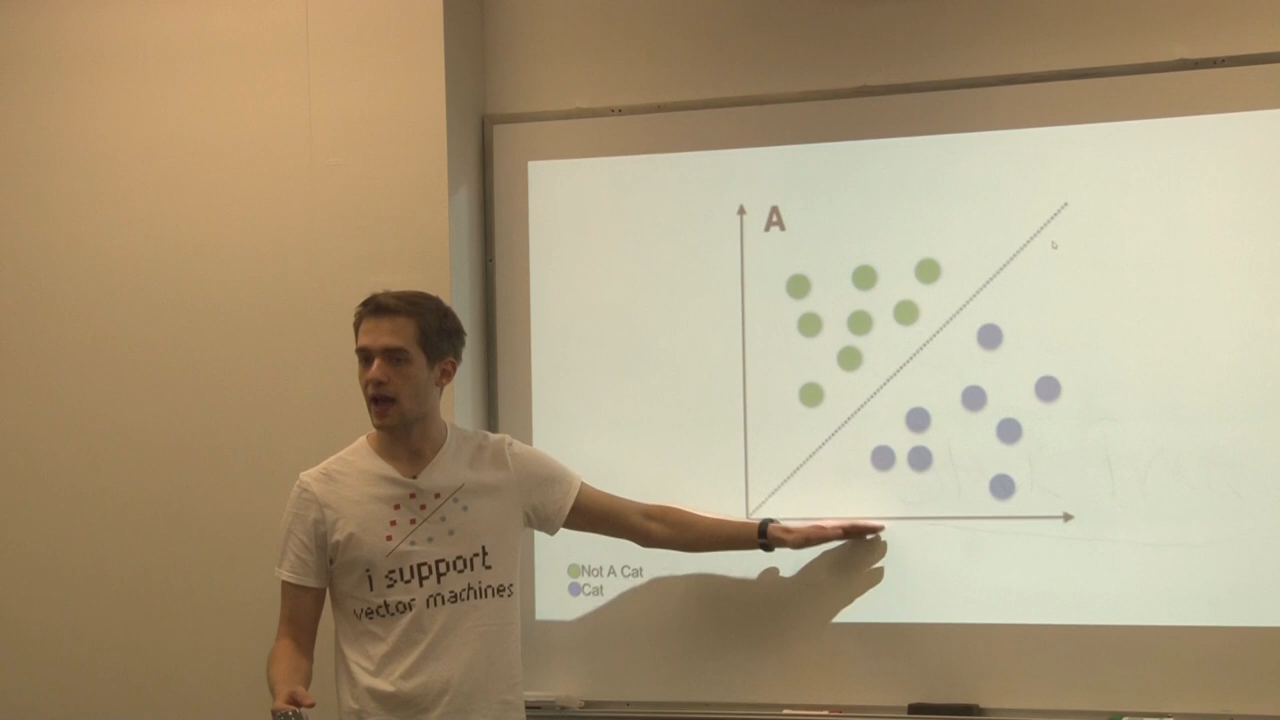 A
Not A Cat
Cat
i support
vector machines